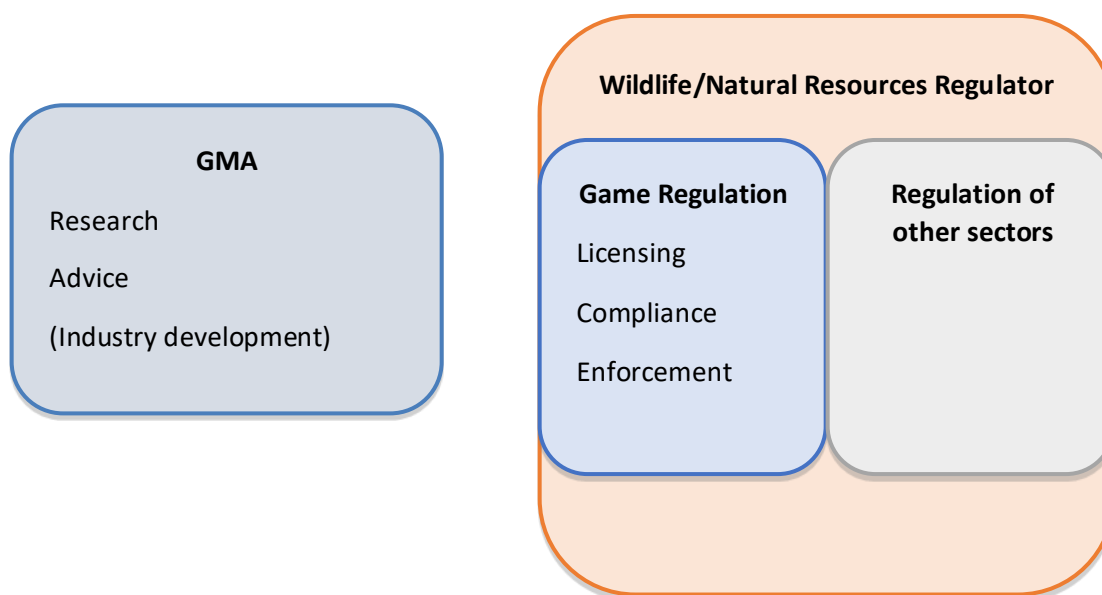 GMA
Research
Advice
(Industry development)
Wildlife/Natural Resources Regulator
Game Regulation
Licensing
Compliance
Enforcement
Regulation of
other sectors